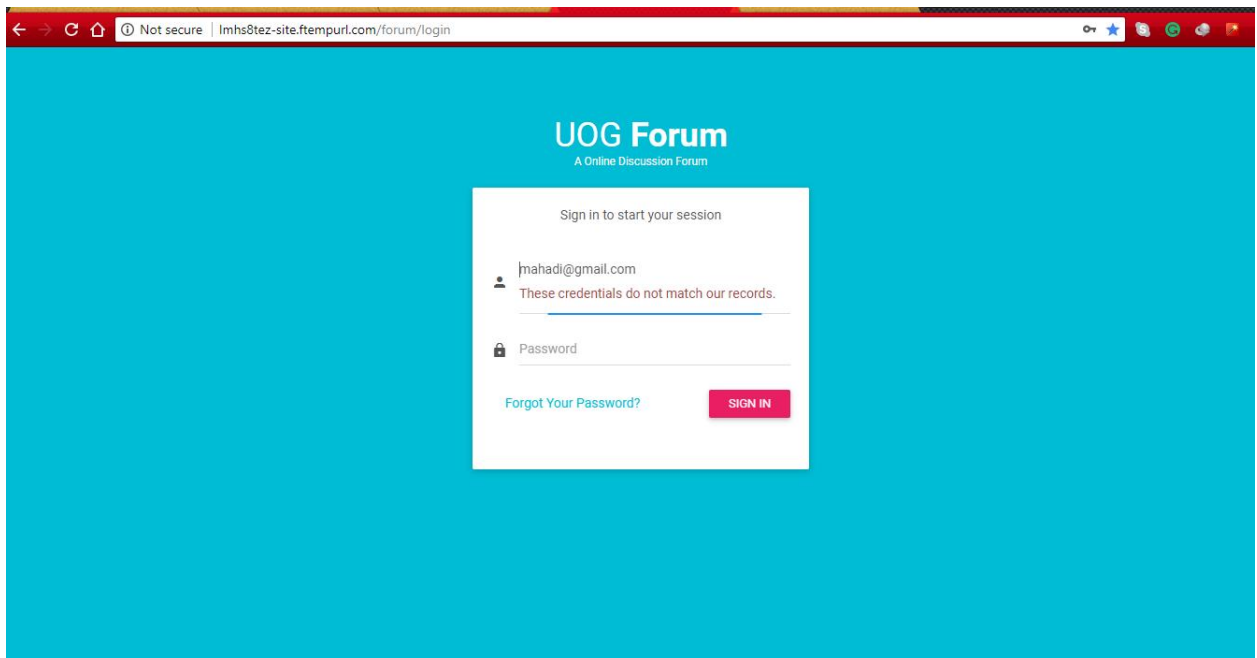 Not secure | lmhs8tez-site.ftempurl.com/forum/login
UOG Forum
A Online Discussion Forum
Sign in to start your session
mahadi@gmail.com
These credentials do not match our records.
Password
Forgot Your Password? SIGN IN